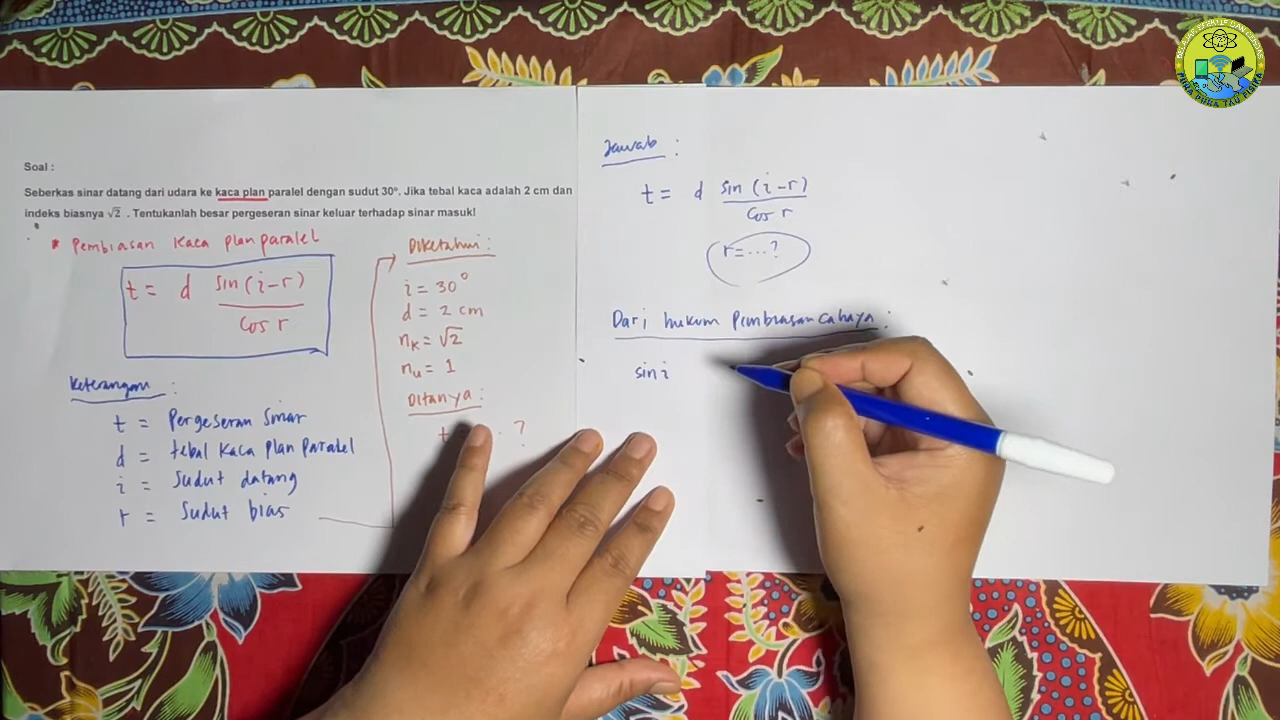 Soal :
Seberkas sinar datang dari udara ke kaca plan paralel dengan sudut 30°. Jika tebal kaca adalah 2 cm dan
indeks biasnya √2 . Tentukanlah besar pergeseran sinar keluar terhadap sinar masuk!
* Pembiasan Kaca plan paralel
t = d sin (i-r)
cos r
Keterangan :
t = Pergeseran Sinar
d = tebal Kaca Plan Paralel
i = Sudut datang
r = Sudut bias
Diketahui :
i = 30°
d = 2 cm
nK = √2
nu = 1
Ditanya :
?
Jawab :
t = d sin (i-r)
cos r
r = ...?
Dari hukum Pembiasan Cahaya :
sin i